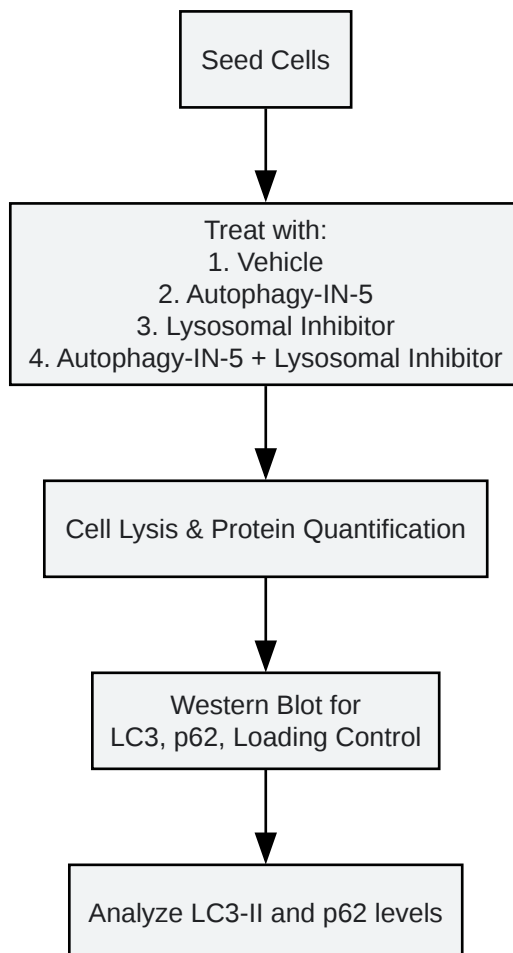 Seed Cells
Treat with:
1. Vehicle
2. Autophagy-IN-5
3. Lysosomal Inhibitor
4. Autophagy-IN-5 + Lysosomal Inhibitor
Cell Lysis & Protein Quantification
Western Blot for
LC3, p62, Loading Control
Analyze LC3-II and p62 levels